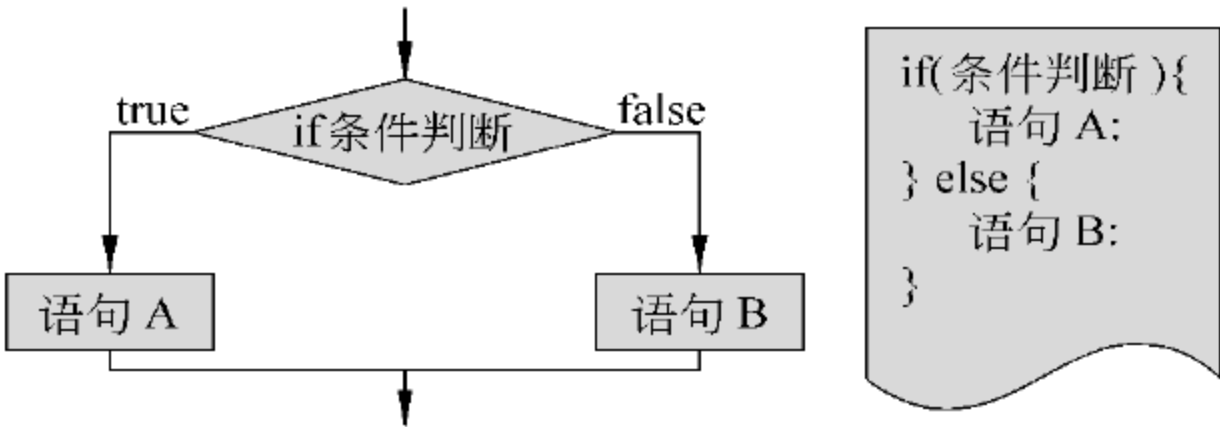 true
false
if条件判断
语句 A
语句 B
if(条件判断 ){
语句 A:
} else {
语句 B:
}